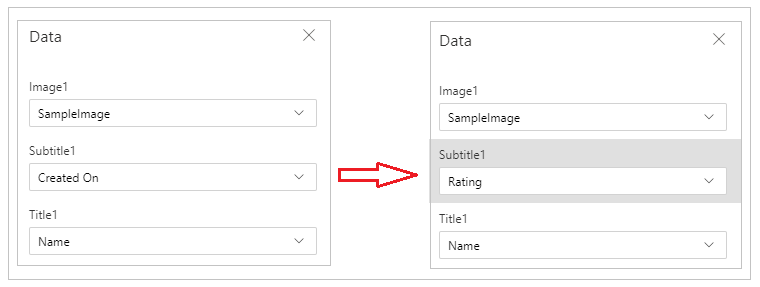 Data
Image1
SampleImage
Subtitle1
Created On
Title1
Name
Data
Image1
SampleImage
Subtitle1
Rating
Title1
Name